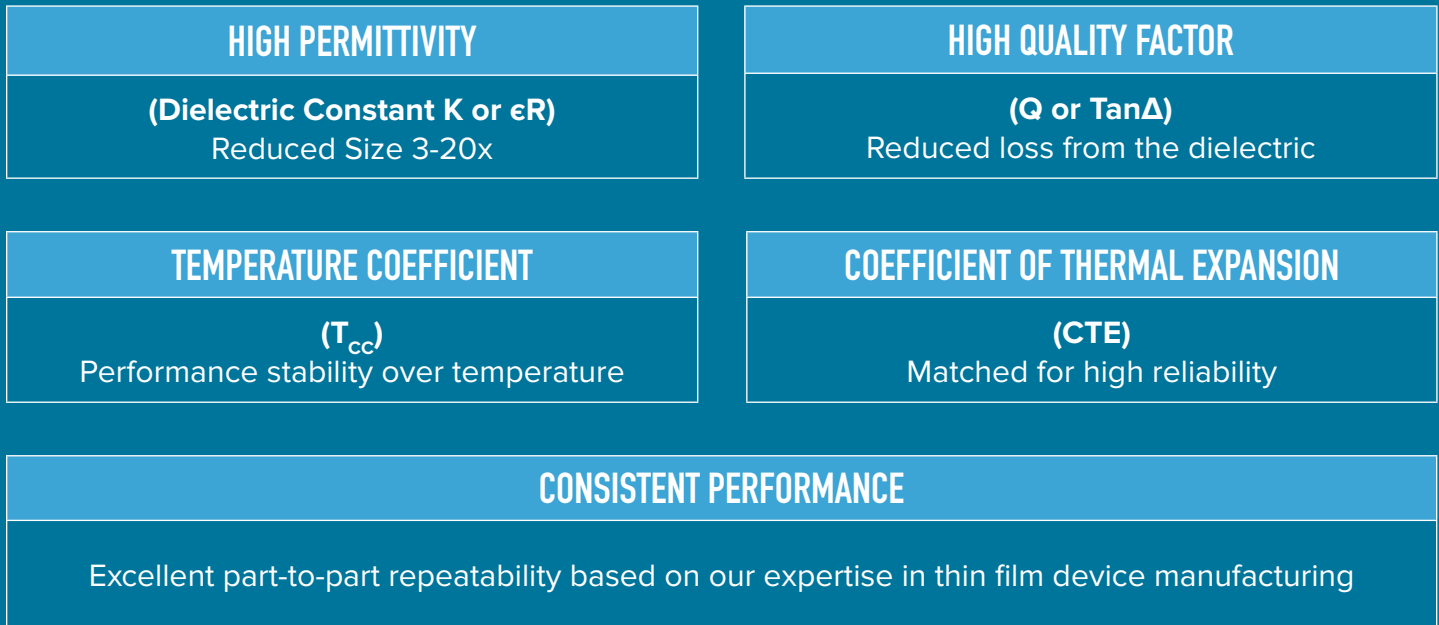 HIGH PERMITTIVITY
(Dielectric Constant K or ϵR)
Reduced Size 3-20x
HIGH QUALITY FACTOR
(Q or TanΔ)
Reduced loss from the dielectric
TEMPERATURE COEFFICIENT
(Tcc)
Performance stability over temperature
COEFFICIENT OF THERMAL EXPANSION
(CTE)
Matched for high reliability
CONSISTENT PERFORMANCE
Excellent part-to-part repeatability based on our expertise in thin film device manufacturing